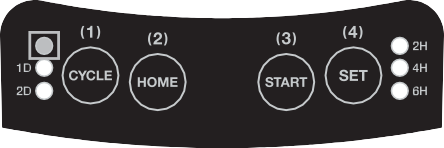 (1) (2) (3) (4)
1D
2D
CYCLE
HOME
START
SET
2H
4H
6H